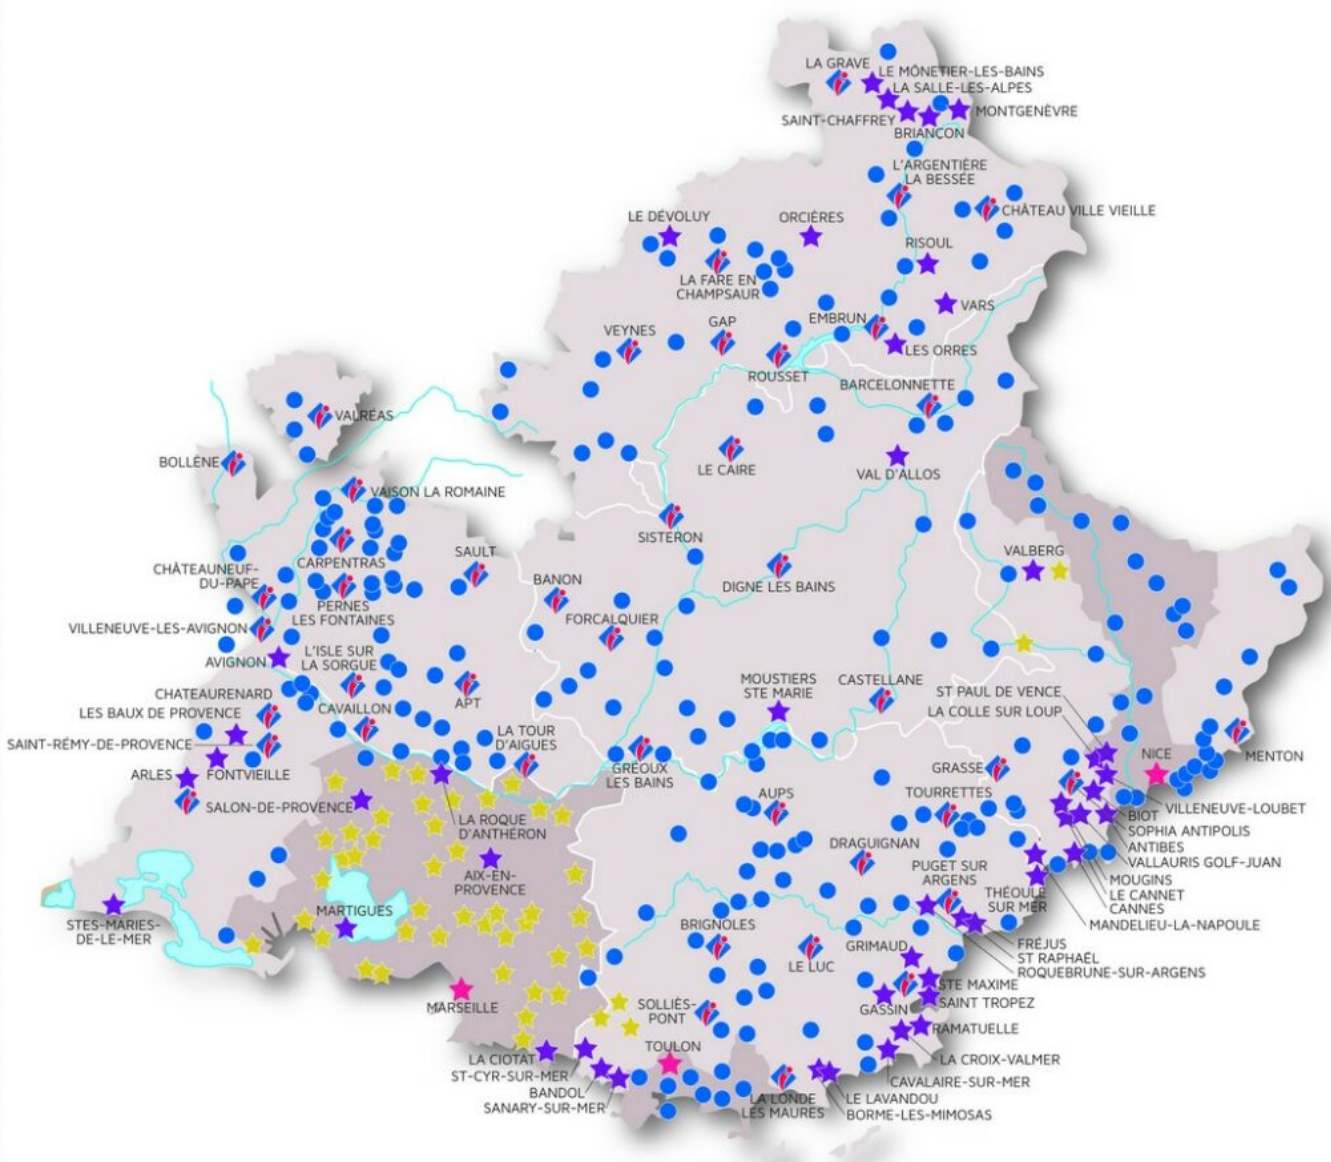 LA GRAVE
LE MÔNETIER-LES-BAINS
LA SALLE-LES-ALPES
SAINT-CHAFFREY
MONTGENÈVRE
BRIANÇON
L'ARGENTIÈRE
LA BESSÉE
CHÂTEAU VILLE VIEILLE
LE DÉVOLUY
ORCIÈRES
RISOUL
LA FARE EN
CHAMPSAUR
VARS
VEYNES
GAP
EMBRUN
LES ORRES
ROUSSET
BARCELONNETTE
VALRÉAS
BOLLÈNE
LE CAIRE
VAL D'ALLOS
VAISON LA ROMAINE
SISTERON
CARPENTRAS
SAULT
VALBERG
CHÂTEAUNEUF-
DU-PAPE
BANON
DIGNE LES BAINS
PERNES
LES FONTAINES
FORCALQUIER
VILLENEUVE-LES-AVIGNON
L'ISLE SUR
LA SORGUE
AVIGNON
MOUSTIERS
STE MARIE
CASTELLANE
ST PAUL DE VENCE
CHATEAURENARD
APT
LA COLLE SUR LOUP
LES BAUX DE PROVENCE
CAVAILLON
LA TOUR
D'AIGUES
SAINT-RÉMY-DE-PROVENCE
NICE
MENTON
ARLES
FONTVIEILLE
GRÉOUX
LES BAINS
GRASSE
SALON-DE-PROVENCE
AUPS
TOURRETTES
VILLENEUVE-LOUBET
LA ROQUE
D'ANTHÉRON
BIOT
SOPHIA ANTIPOLIS
DRAGUIGNAN
ANTIBES
AIX-EN-
PROVENCE
PUGET SUR
ARGENS
VALLAURIS GOLF-JUAN
THÉOULE
SUR MER
MOUGINS
LE CANNET
CANNES
MANDELIEU-LA-NAPOULE
STES-MARIES-
DE-LE-MER
MARTIGUES
BRIGNOLES
LE LUC
GRIMAUD
FRÉJUS
ST RAPHAËL
ROQUEBRUNE-SUR-ARGENS
STE MAXIME
SAINT TROPEZ
MARSEILLE
SOLLIÈS-
PONT
GASSIN
RAMATUELLE
TOULON
LA CIOTAT
LA CROIX-VALMER
ST-CYR-SUR-MER
CAVALAIRE-SUR-MER
BANDOL
LA LONDE
LES MAURES
LE LAVANDOU
SANARY-SUR-MER
BORME-LES-MIMOSAS